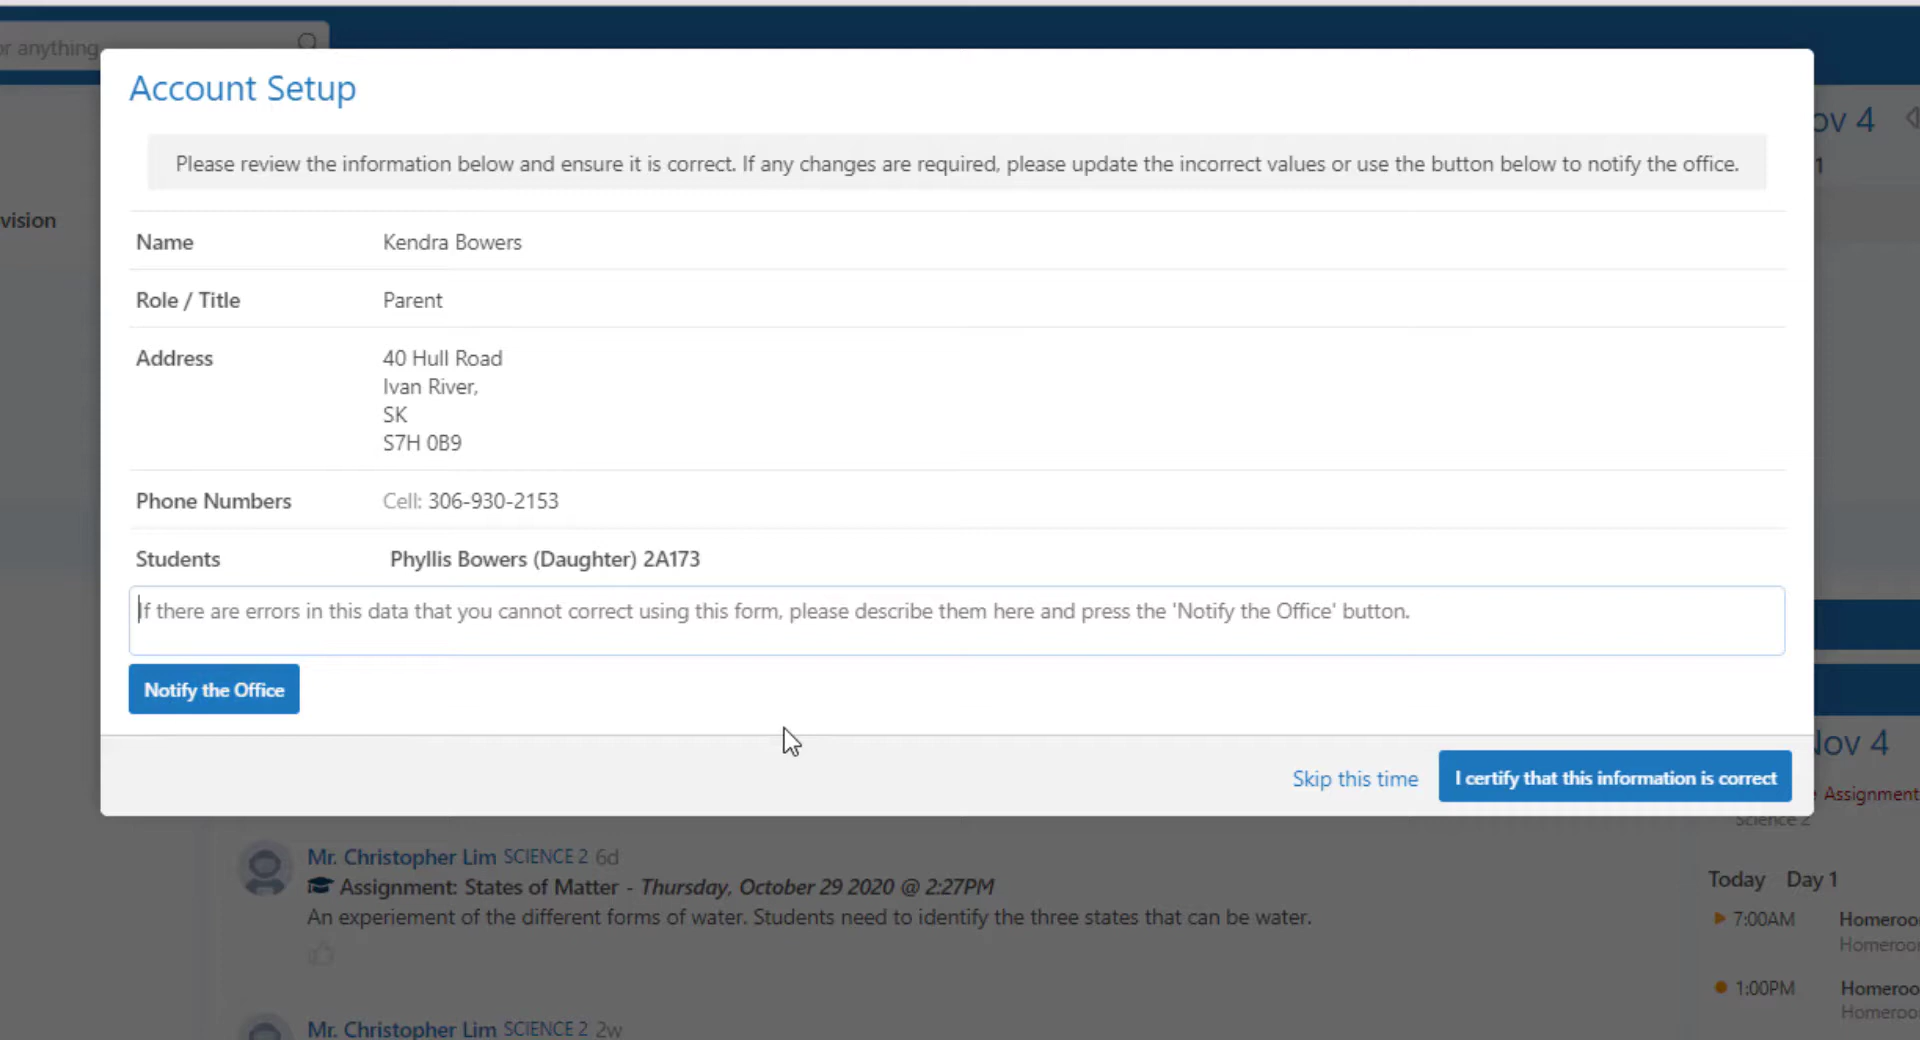 or anything
Account Setup
Please review the information below and ensure it is correct. If any changes are required, please update the incorrect values or use the button below to notify the office.
ov 4
1
vision
Name Kendra Bowers
Role / Title Parent
Address 40 Hull Road
Ivan River,
SK
S7H 0B9
Phone Numbers Cell: 306-930-2153
Students Phyllis Bowers (Daughter) 2A173
If there are errors in this data that you cannot correct using this form, please describe them here and press the 'Notify the Office' button.
Notify the Office
Skip this time I certify that this information is correct
Nov 4
Assignment
Science 2
Mr. Christopher Lim SCIENCE 2 6d
Assignment: States of Matter - Thursday, October 29 2020 @ 2:27PM
An experiement of the different forms of water. Students need to identify the three states that can be water.
Mr. Christopher Lim SCIENCE 2 2w
Today Day 1
7:00AM Homeroo
Homeroo
1:00PM Homeroo
Homeroo